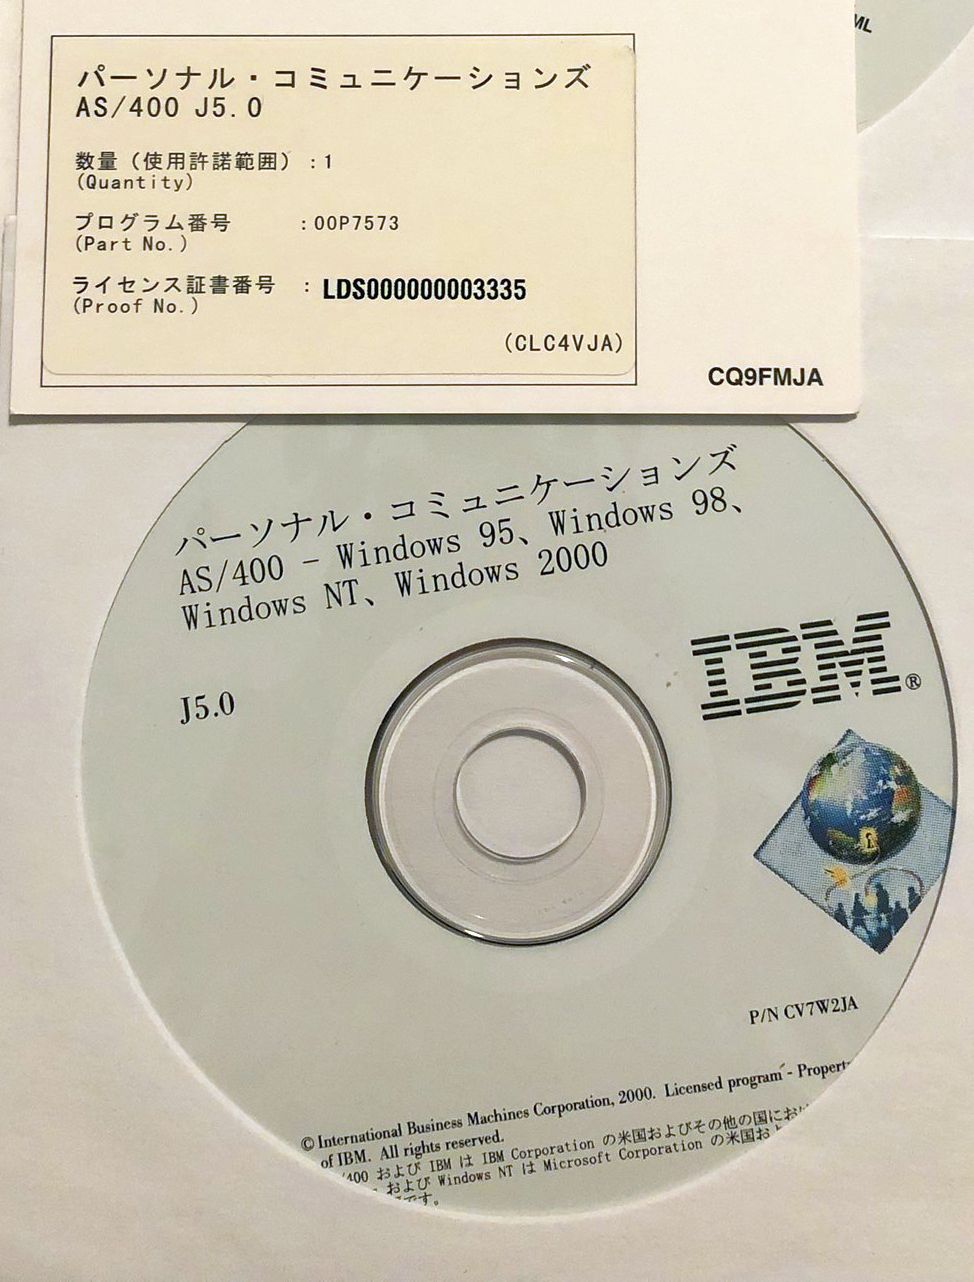 ML
パーソナル・コミュニケーションズ
AS/400 J5.0
数量(使用許諾範囲) :1
(Quantity)
プログラム番号 :00P7573
(Part No.)
ライセンス証書番号 : LDS000000003335
(Proof No.)
(CLC4VJA)
CQ9FMJA
パーソナル・コミュニケーションズ
AS/400 - Windows 95、Windows 98、
Windows NT、Windows 2000
IBM®
J5.0
P/N CV7W2JA
© International Business Machines Corporation, 2000. Licensed program - Property
of IBM. All rights reserved.
/400 および IBM は IBM Corporation の米国およびその他の国にお
および Windows NT は Microsoft Corporation の米国およ
です。